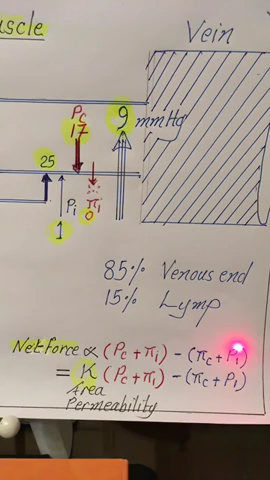 uscle
Vein
Pc
17
9 mmHg
25
Pi
πi
0
1
85% Venous end
15% Lymp
Net force ∝ (Pc + πi) - (πc + Pi)
= K (Pc + πi) - (πc + Pi)
Area
Permeability